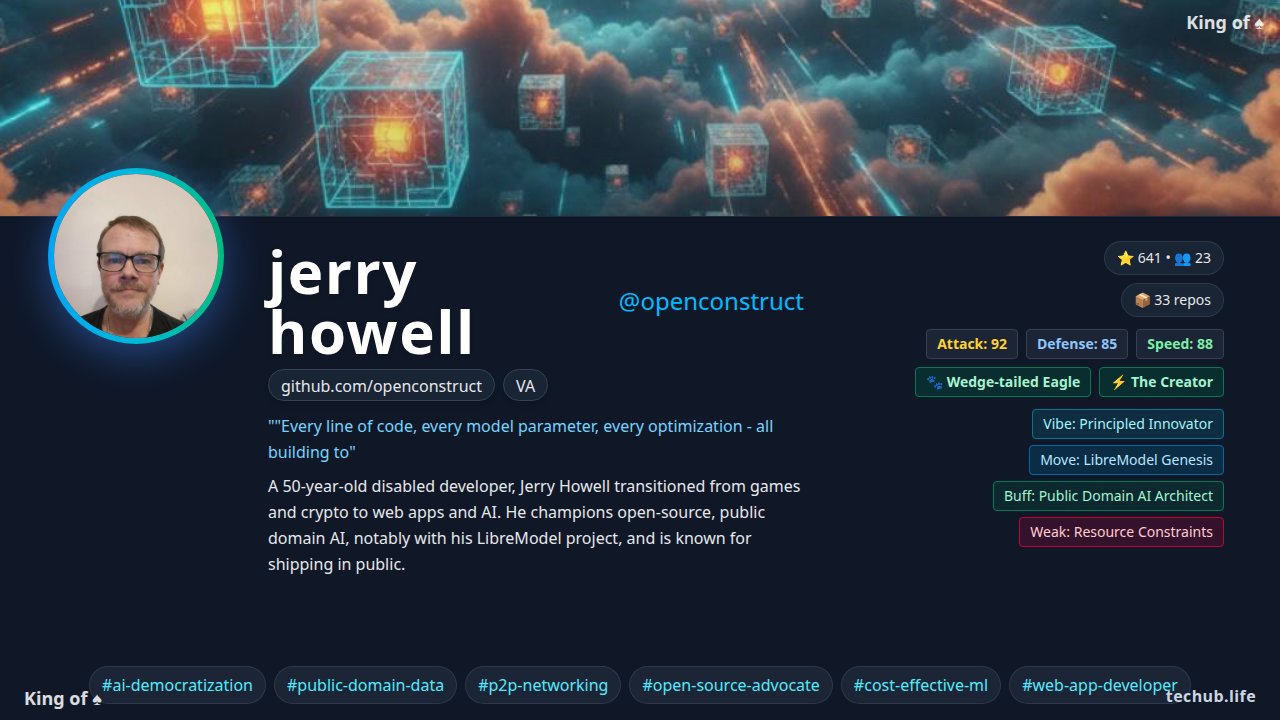 King of ♠
jerry
howell
@openconstruct
github.com/openconstruct
VA
""Every line of code, every model parameter, every optimization - all
building to"
A 50-year-old disabled developer, Jerry Howell transitioned from games
and crypto to web apps and AI. He champions open-source, public
domain AI, notably with his LibreModel project, and is known for
shipping in public.
⭐ 641 • 👥 23
📦 33 repos
Attack: 92 Defense: 85 Speed: 88
🐾 Wedge-tailed Eagle ⚡ The Creator
Vibe: Principled Innovator
Move: LibreModel Genesis
Buff: Public Domain AI Architect
Weak: Resource Constraints
#ai-democratization #public-domain-data #p2p-networking #open-source-advocate #cost-effective-ml #web-app-developer
King of ♠
techub.life